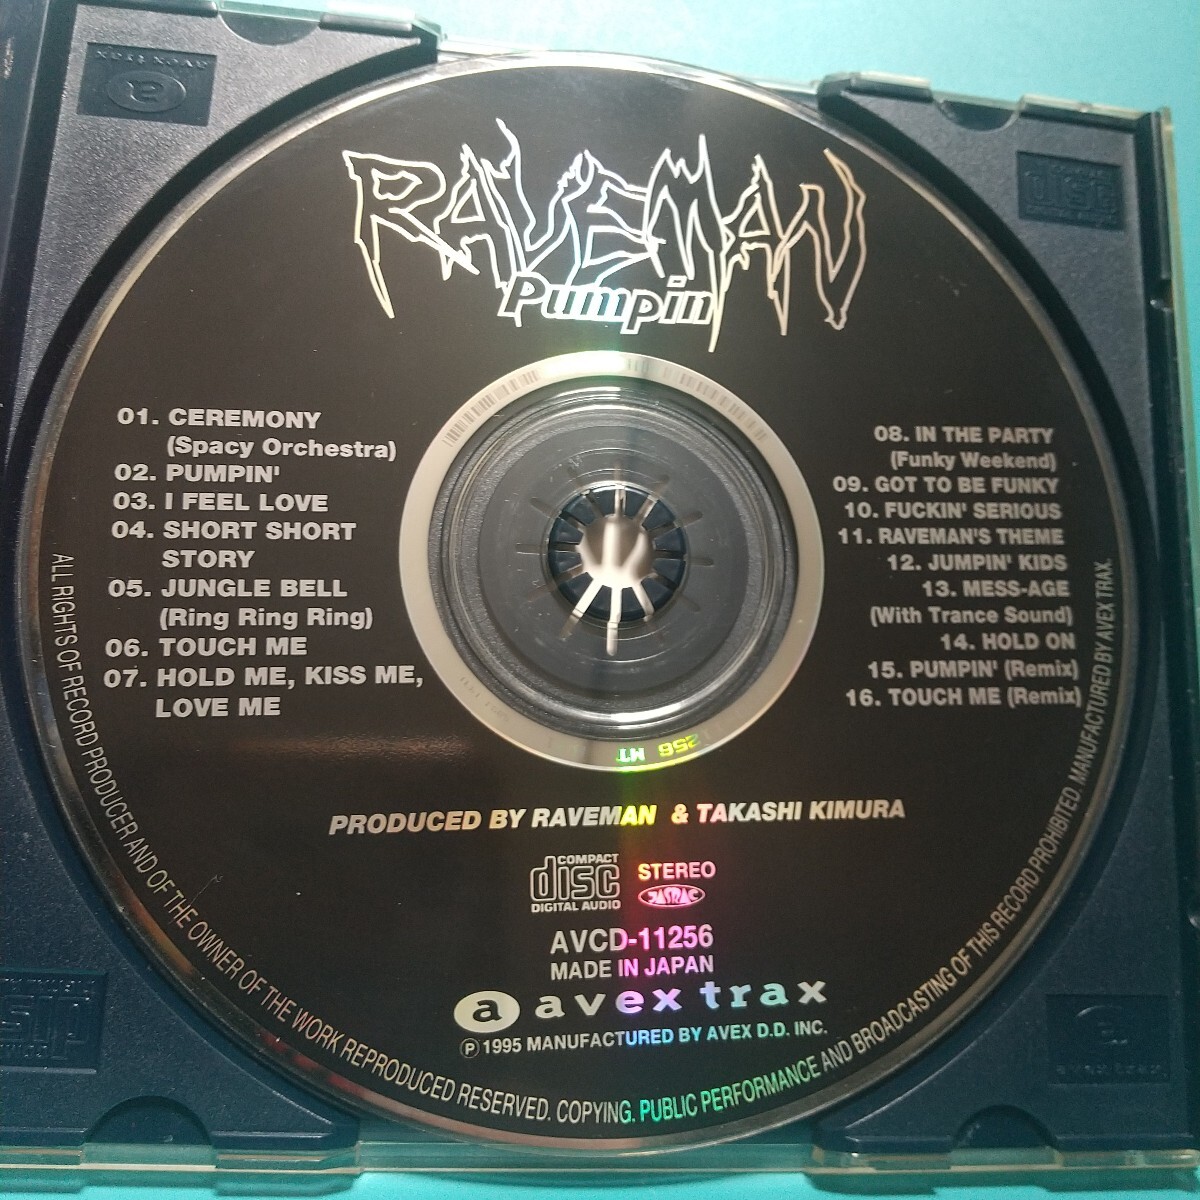 RAVEMAN
Pumpin
01. CEREMONY
(Spacy Orchestra)
02. PUMPIN'
03. I FEEL LOVE
04. SHORT SHORT
STORY
05. JUNGLE BELL
(Ring Ring Ring)
06. TOUCH ME
07. HOLD ME, KISS ME,
LOVE ME
08. IN THE PARTY
(Funky Weekend)
09. GOT TO BE FUNKY
10. FUCKIN' SERIOUS
11. RAVEMAN'S THEME
12. JUMPIN' KIDS
13. MESS-AGE
(With Trance Sound)
14. HOLD ON
15. PUMPIN' (Remix)
16. TOUCH ME (Remix)
PRODUCED BY RAVEMAN & TAKASHI KIMURA
COMPACT
disc
DIGITAL AUDIO
STEREO
JASRAC
AVCD-11256
MADE IN JAPAN
a avex trax
Ⓟ 1995 MANUFACTURED BY AVEX D.D. INC.
ALL RIGHTS OF RECORD PRODUCER AND OF THE OWNER OF THE WORK REPRODUCED RESERVED. COPYING. PUBLIC PERFORMANCE AND BROADCASTING OF THIS RECORD PROHIBITED. MANUFACTURED BY AVEX TRAX.